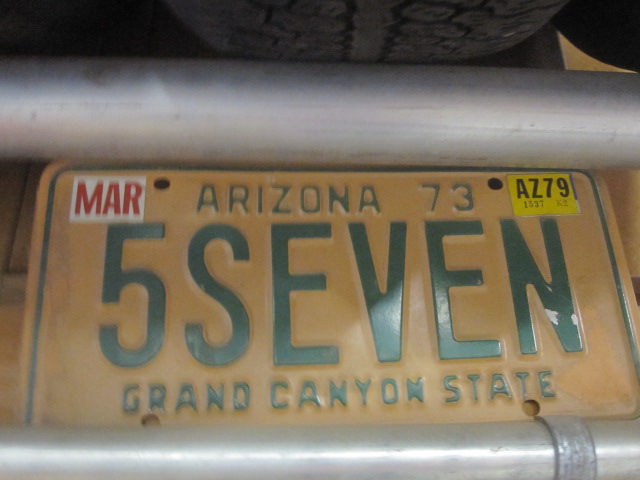 MAR ARIZONA 73 AZ79
5SEVEN
GRAND CANYON STATE